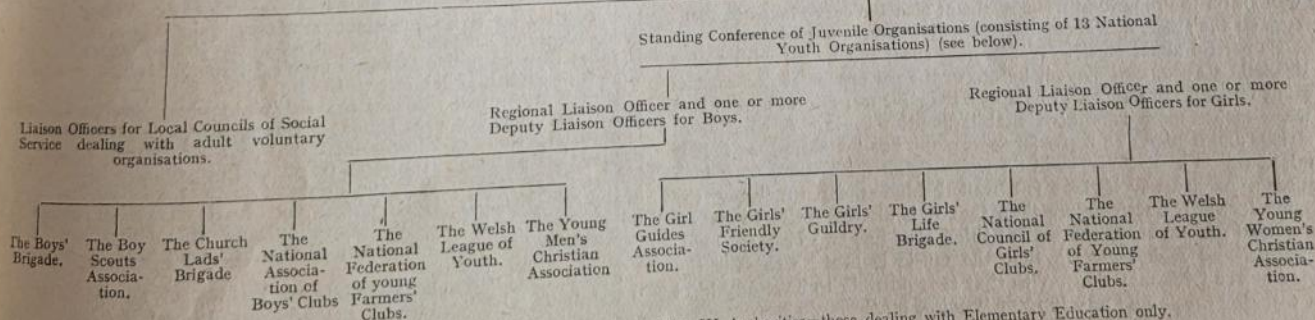 Standing Conference of Juvenile Organisations (consisting of 13 National
Youth Organisations) (see below).
Liaison Officers for Local Councils of Social
Service dealing with adult voluntary
organisations.
Regional Liaison Officer and one or more
Deputy Liaison Officers for Boys.
Regional Liaison Officer and one or more
Deputy Liaison Officers for Girls.
The Boys'
Brigade.
The Boy
Scouts
Associa-
tion.
The Church
Lads'
Brigade
The
National
Associa-
tion of
Boys' Clubs
The
National
Federation
of young
Farmers'
Clubs.
The Welsh
League of
Youth.
The Young
Men's
Christian
Association
The Girl
Guides
Associa-
tion.
The Girls'
Friendly
Society.
The Girls'
Guildry.
The Girls'
Life
Brigade.
The
National
Council of
Girls'
Clubs.
The
National
Federation
of Young
Farmers'
Clubs.
The Welsh
League
of Youth.
The
Young
Women's
Christian
Associa-
tion.
those dealing with Elementary Education only.